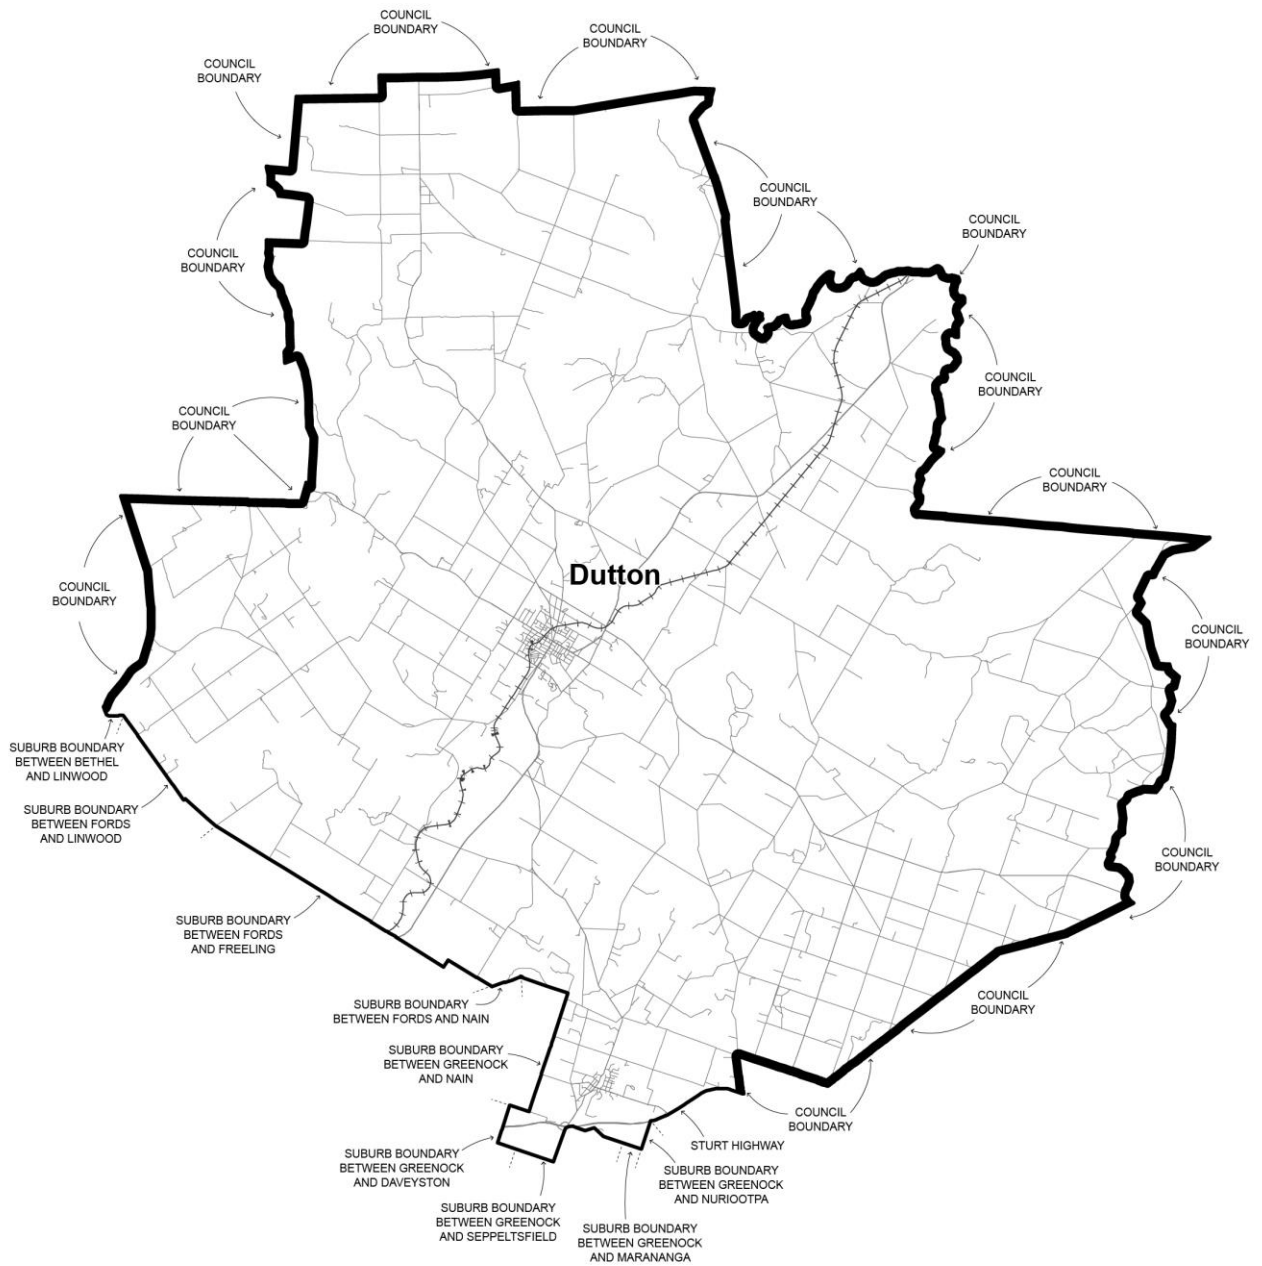 COUNCIL
BOUNDARY
COUNCIL
BOUNDARY
COUNCIL
BOUNDARY
COUNCIL
BOUNDARY
COUNCIL
BOUNDARY
COUNCIL
BOUNDARY
COUNCIL
BOUNDARY
COUNCIL
BOUNDARY
COUNCIL
BOUNDARY
COUNCIL
BOUNDARY
Dutton
COUNCIL
BOUNDARY
COUNCIL
BOUNDARY
SUBURB BOUNDARY
BETWEEN BETHEL
AND LINWOOD
SUBURB BOUNDARY
BETWEEN FORDS
AND LINWOOD
COUNCIL
BOUNDARY
SUBURB BOUNDARY
BETWEEN FORDS
AND FREELING
COUNCIL
BOUNDARY
SUBURB BOUNDARY
BETWEEN FORDS AND NAIN
SUBURB BOUNDARY
BETWEEN GREENOCK
AND NAIN
COUNCIL
BOUNDARY
STURT HIGHWAY
SUBURB BOUNDARY
BETWEEN GREENOCK
AND DAVEYSTON
SUBURB BOUNDARY
BETWEEN GREENOCK
AND NURIOOTPA
SUBURB BOUNDARY
BETWEEN GREENOCK
AND SEPPELTSFIELD
SUBURB BOUNDARY
BETWEEN GREENOCK
AND MARANANGA